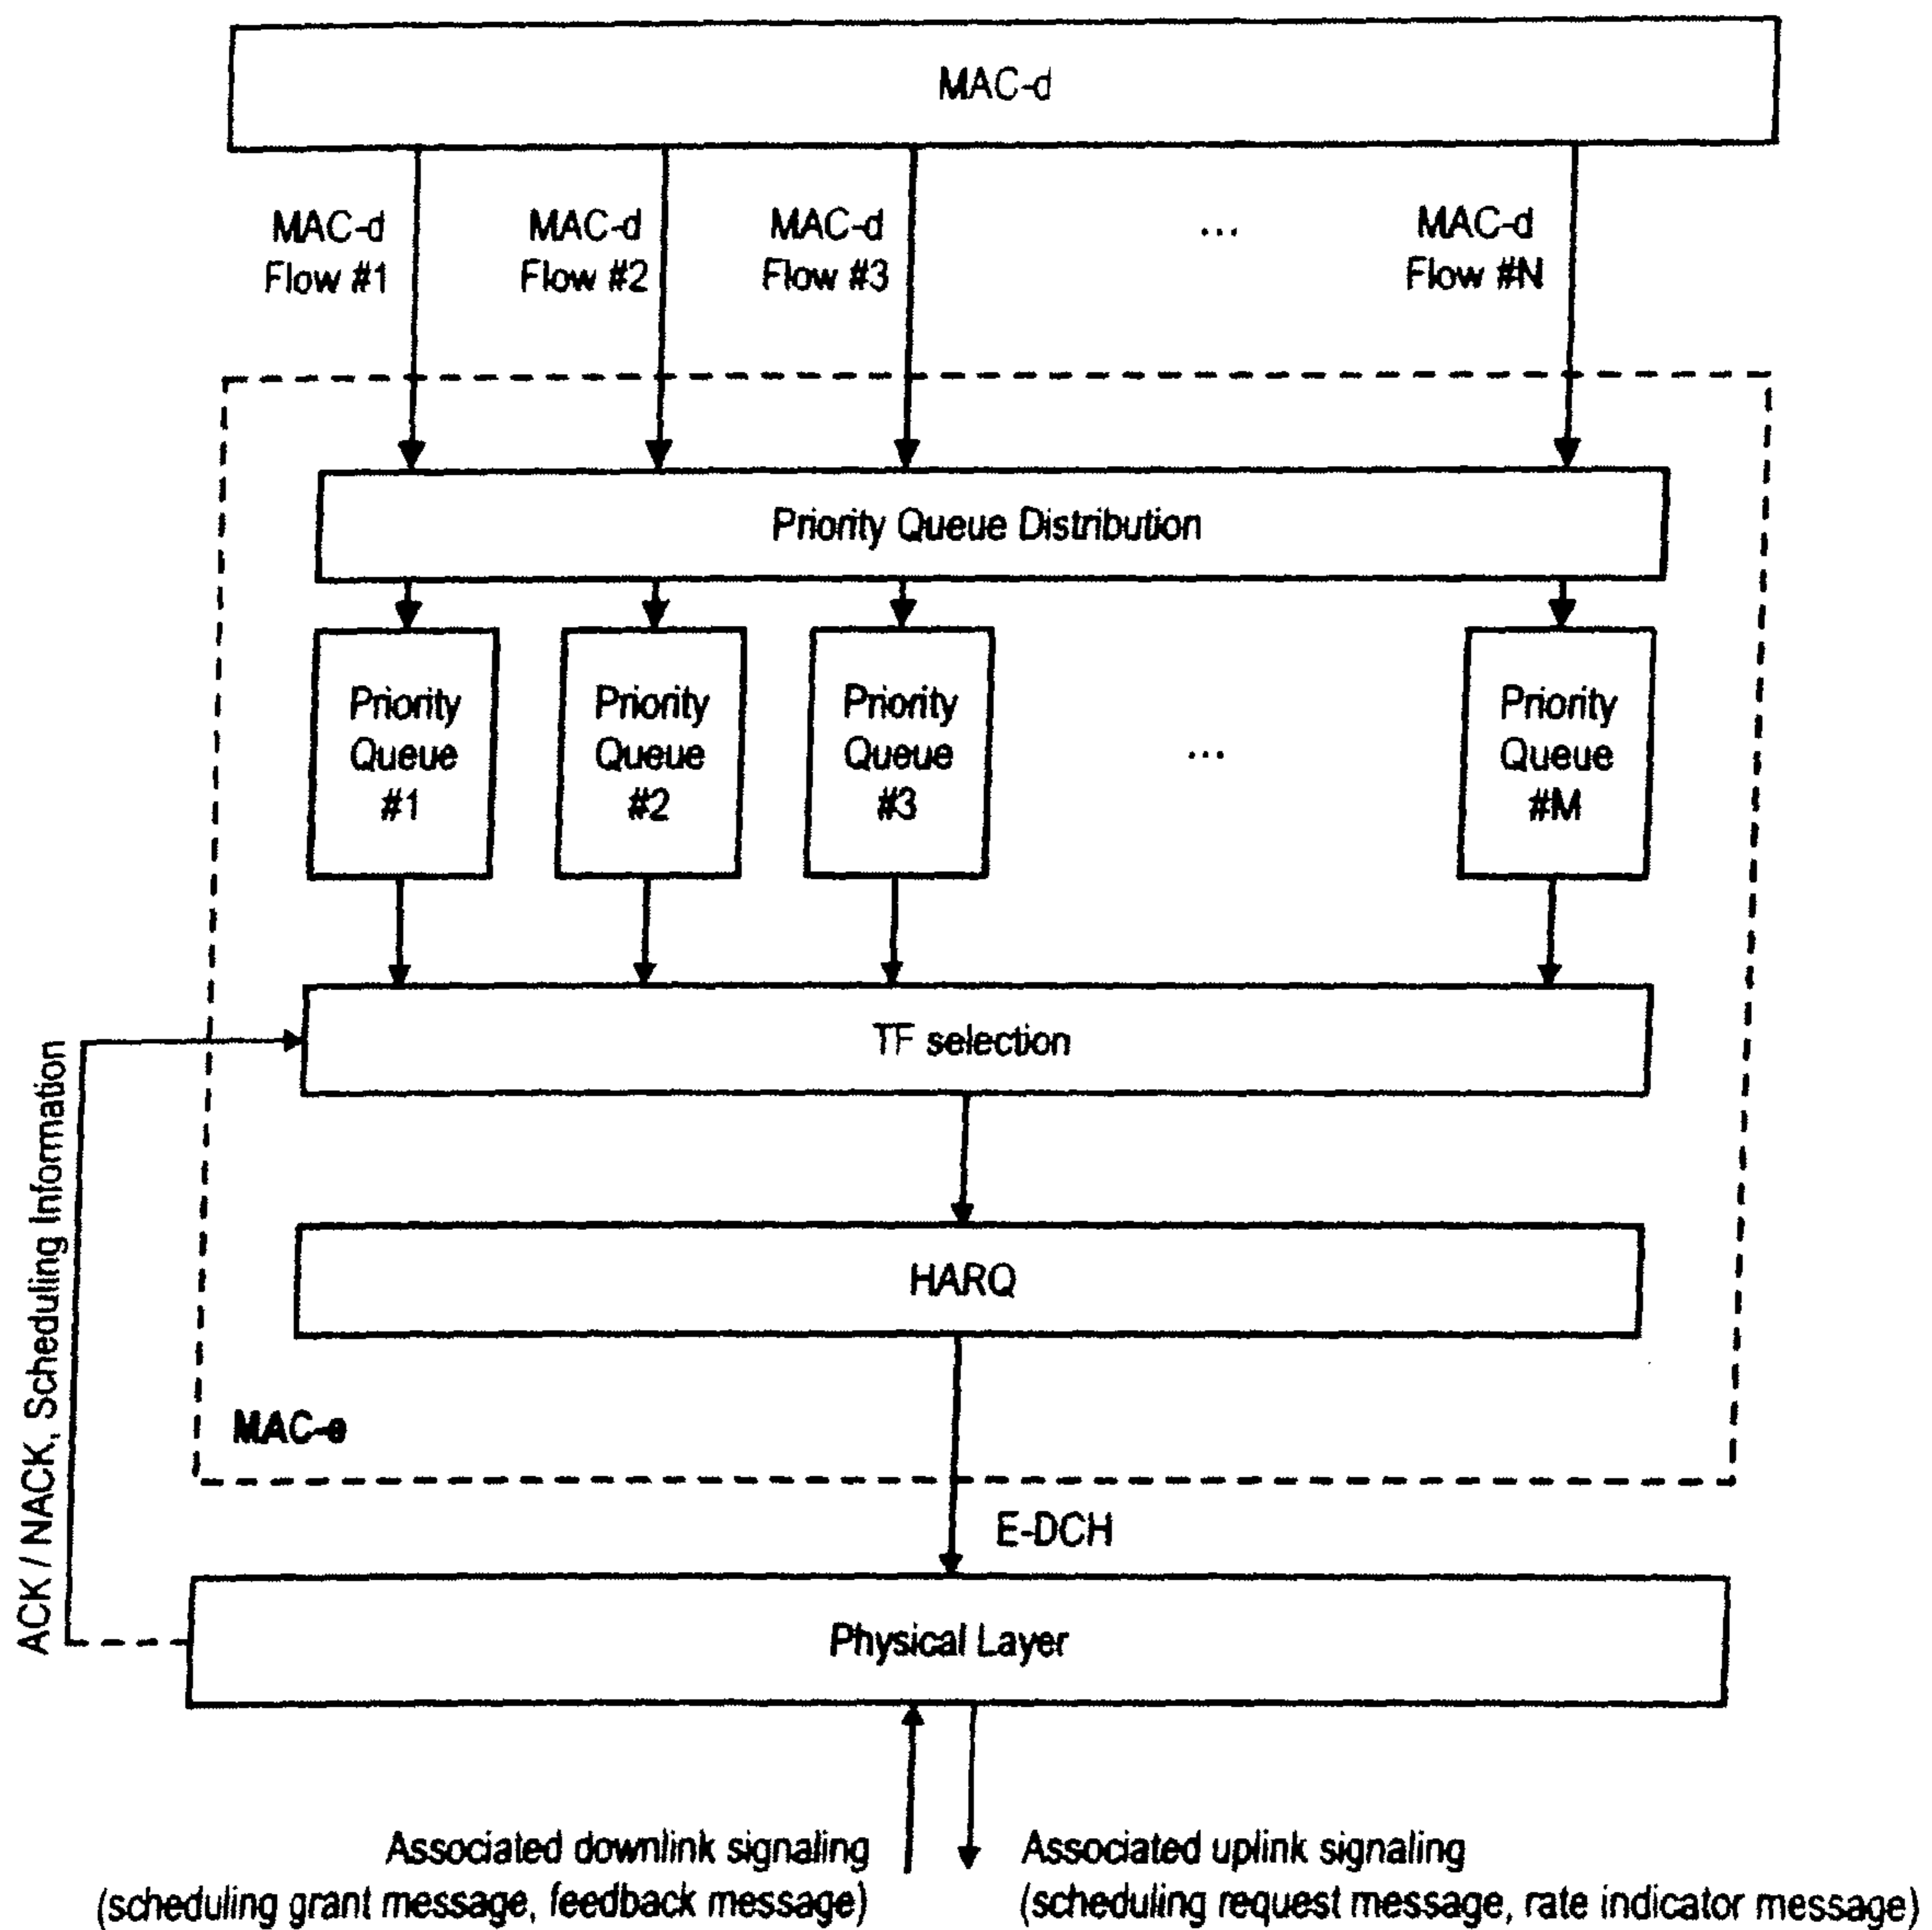 MAC-d
MAC-d
Flow #1
MAC-d
Flow #2
MAC-d
Flow #3
...
MAC-d
Flow #N
Priority Queue Distribution
Priority
Queue
#1
Priority
Queue
#2
Priority
Queue
#3
...
Priority
Queue
#M
TF selection
HARQ
MAC-e
E-DCH
ACK / NACK, Scheduling Information
Physical Layer
Associated downlink signaling
(scheduling grant message, feedback message)
Associated uplink signaling
(scheduling request message, rate indicator message)